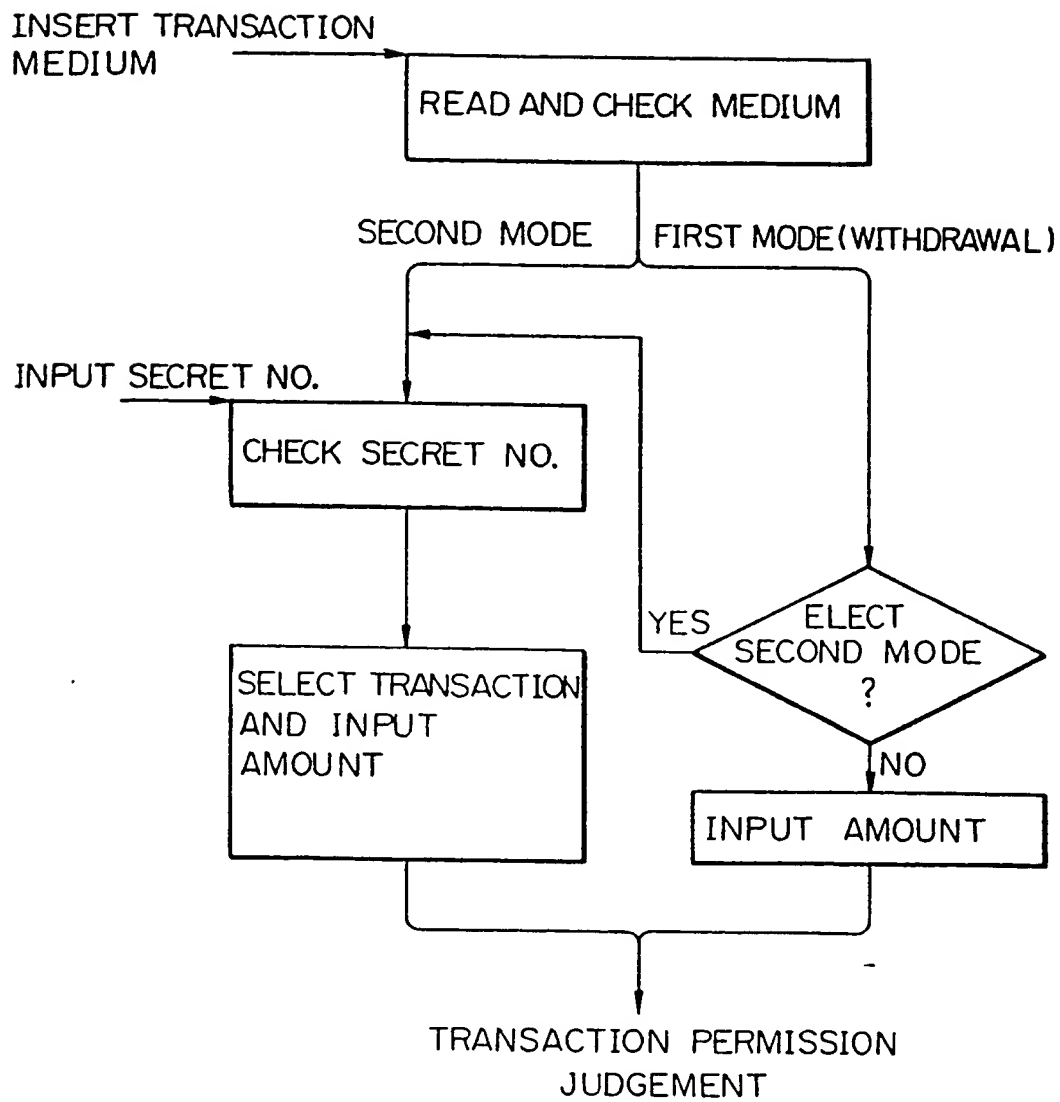 INSERT TRANSACTION
MEDIUM
READ AND CHECK MEDIUM
SECOND MODE
FIRST MODE(WITHDRAWAL)
INPUT SECRET NO.
CHECK SECRET NO.
YES
ELECT
SECOND MODE
?
SELECT TRANSACTION
AND INPUT
AMOUNT
NO
INPUT AMOUNT
TRANSACTION PERMISSION
JUDGEMENT